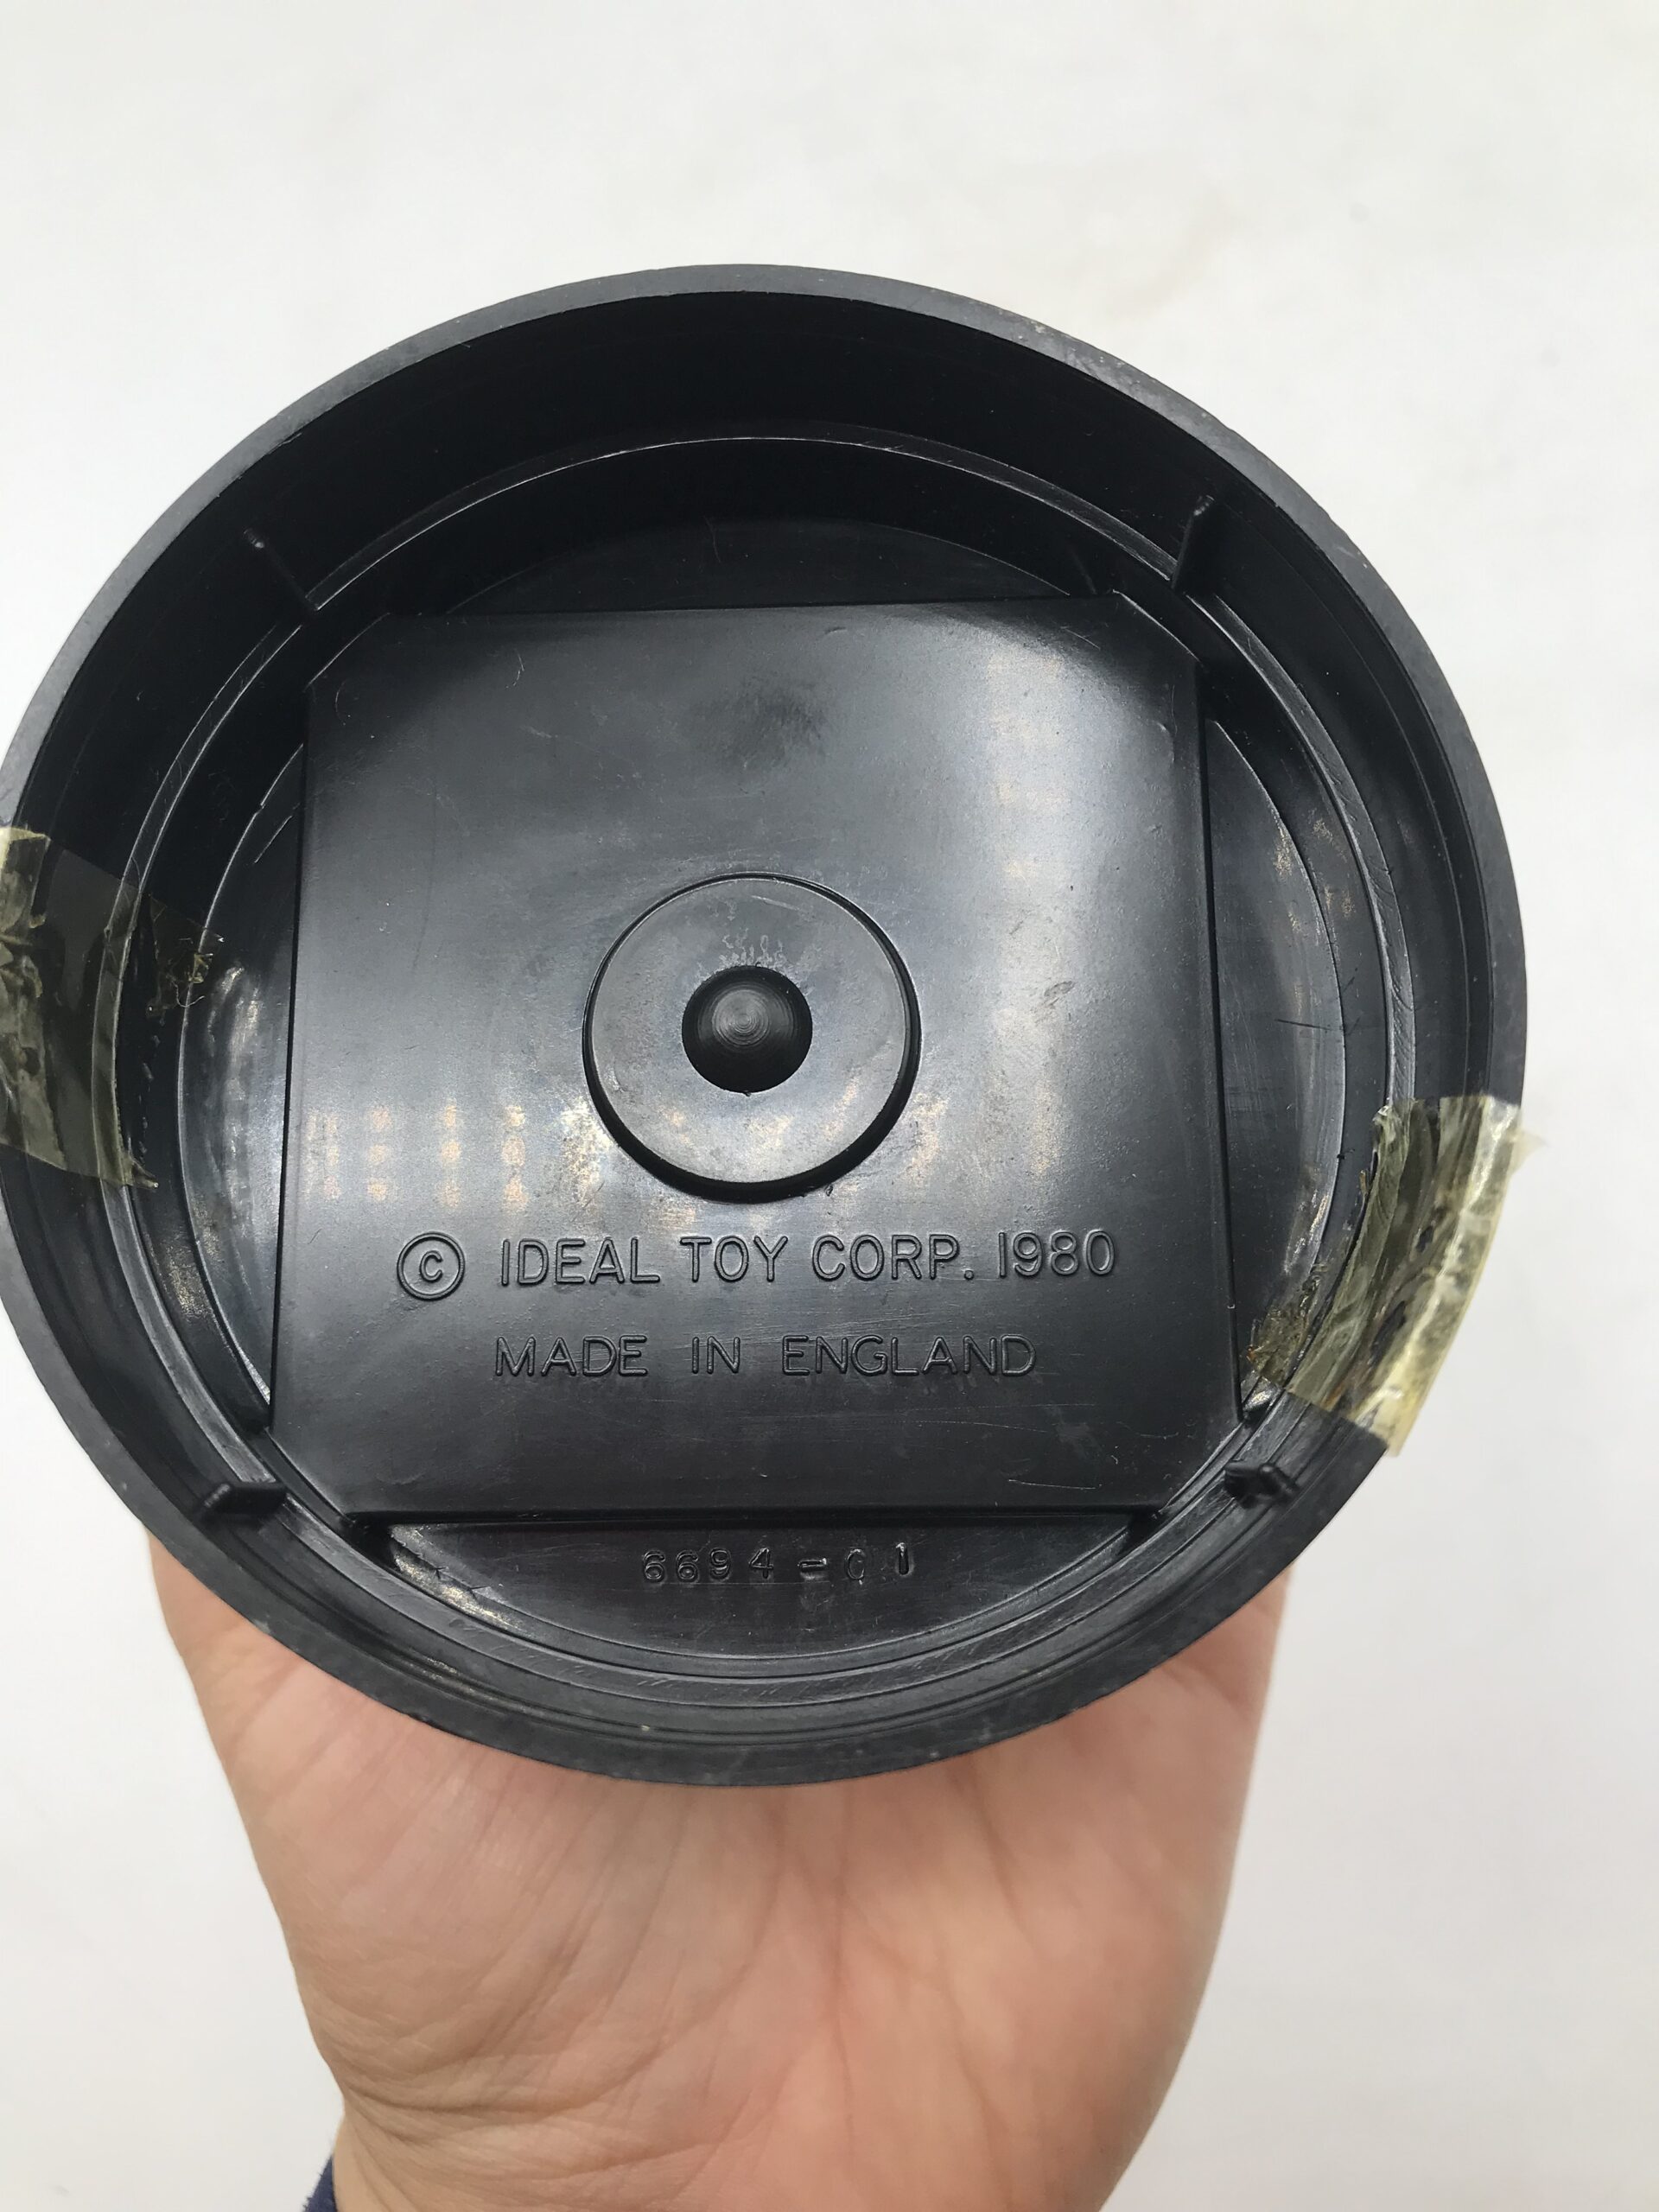 © IDEAL TOY CORP. 1980
MADE IN ENGLAND
6694-01